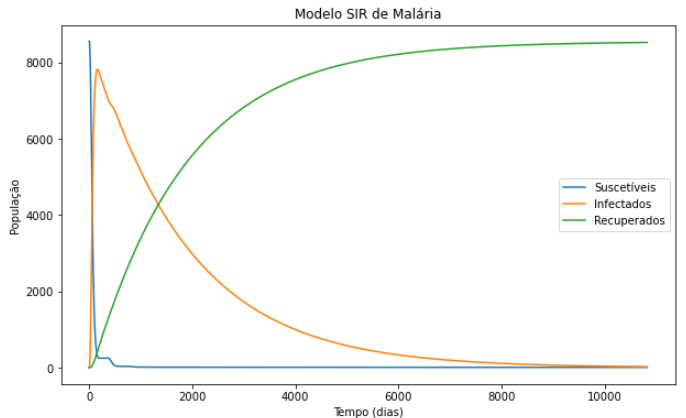 Modelo SIR de Malária
População
8000
6000
4000
2000
0
Suscetíveis
Infectados
Recuperados
0 2000 4000 6000 8000 10000
Tempo (dias)